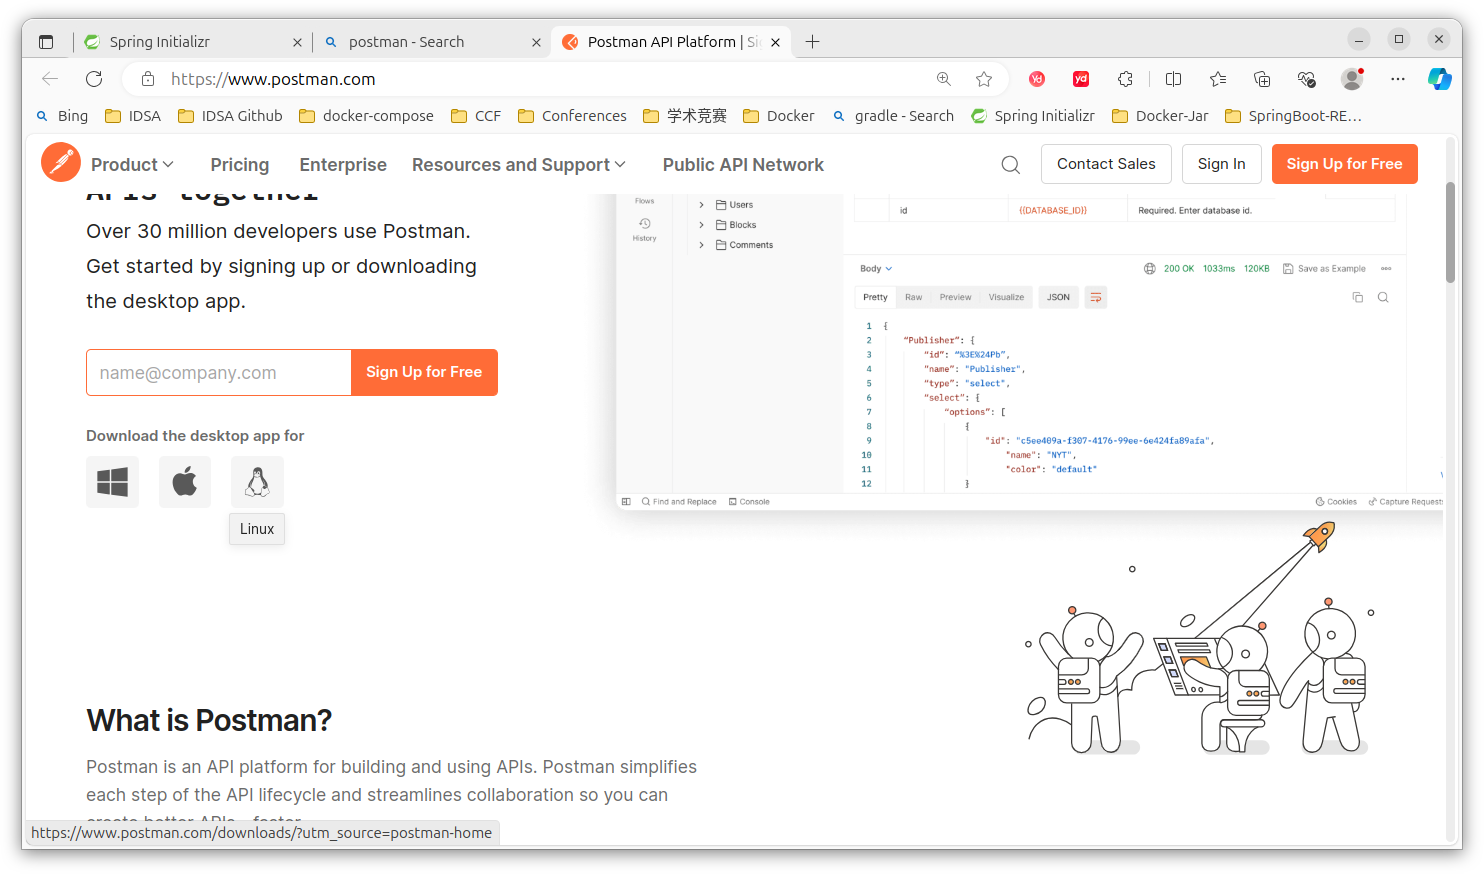 Spring Initializr
postman - Search
Postman API Platform | Si
https://www.postman.com
Bing
IDSA
IDSA Github
docker-compose
CCF
Conferences
学术竞赛
Docker
gradle - Search
Spring Initializr
Docker-Jar
SpringBoot-RE...
Product
Pricing
Enterprise
Resources and Support
Public API Network
Contact Sales
Sign In
Sign Up for Free
APIs together
Over 30 million developers use Postman.
Get started by signing up or downloading
the desktop app.
name@company.com
Sign Up for Free
Download the desktop app for
Linux
Flows
History
Users
Blocks
Comments
id
{{DATABASE_ID}}
Required. Enter database id.
Body
200 OK 1033ms 120KB
Save as Example
Pretty
Raw
Preview
Visualize
JSON
1 {
2 "Publisher": {
3 "id": "%3E%24Pb",
4 "name": "Publisher",
5 "type": "select",
6 "select": {
7 "options": [
8 {
9 "id": "c5ee409a-f307-4176-99ee-6e424fa89afa",
10 "name": "NYT",
11 "color": "default"
12 }
Find and Replace
Console
Cookies
Capture Requests
What is Postman?
Postman is an API platform for building and using APIs. Postman simplifies
each step of the API lifecycle and streamlines collaboration so you can
create better APIs—faster.
https://www.postman.com/downloads/?utm_source=postman-home